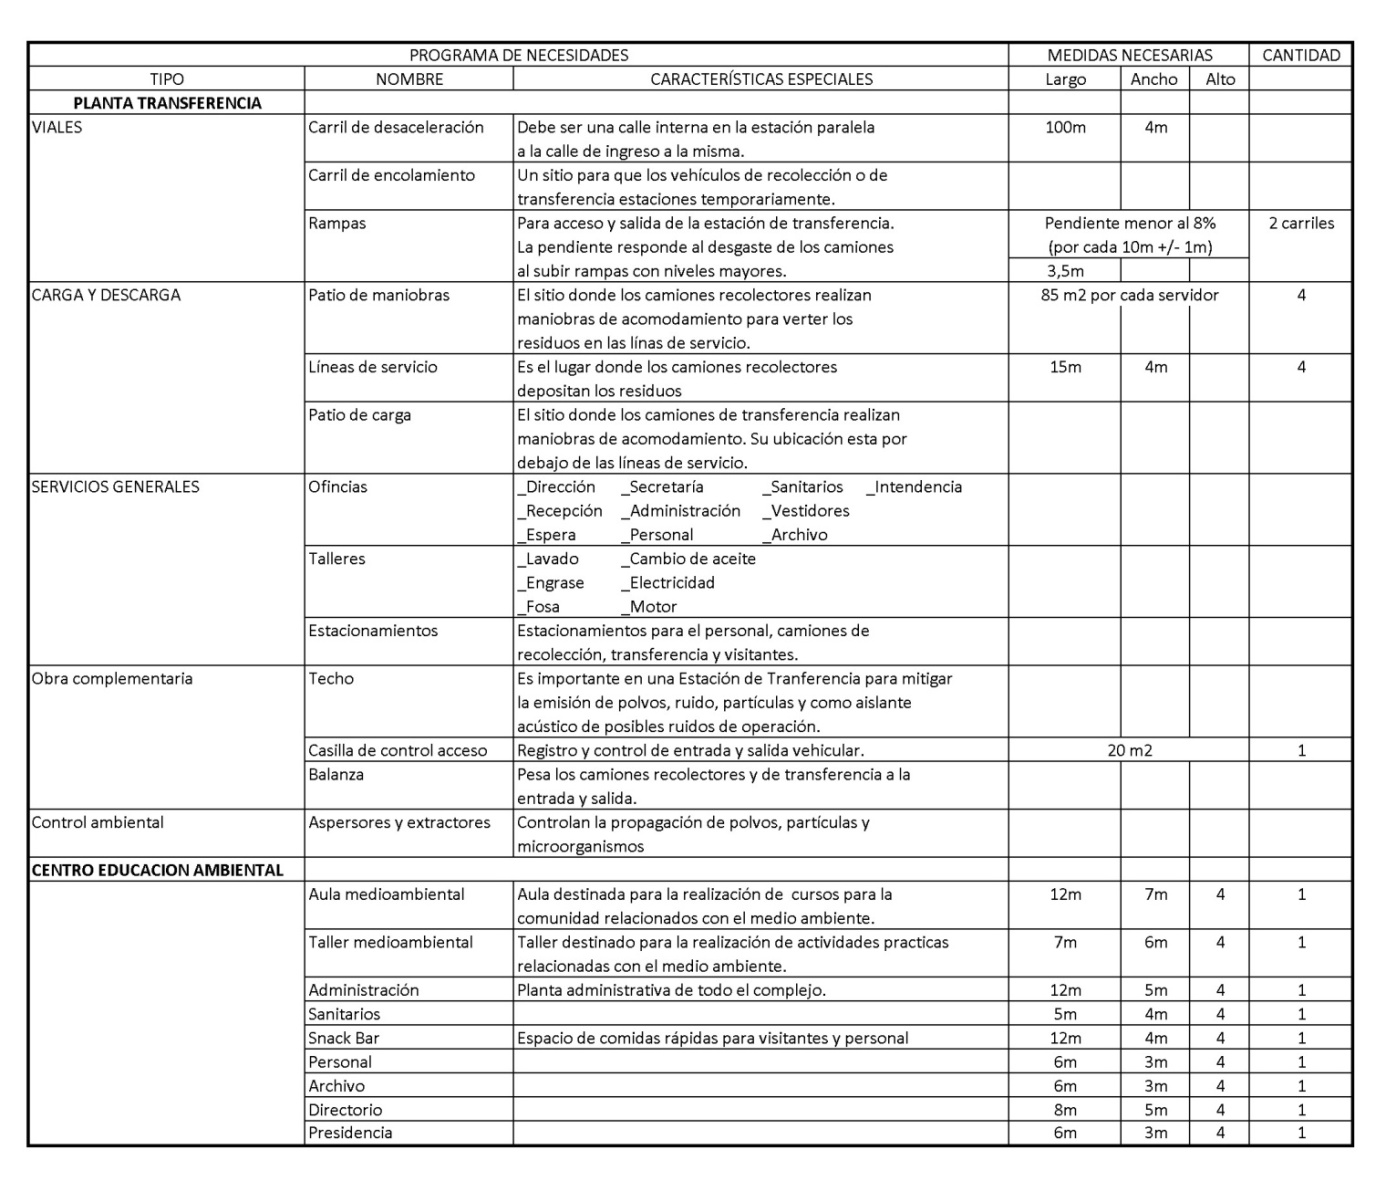 PROGRAMA DE NECESIDADES MEDIDAS NECESARIAS CANTIDAD
TIPO NOMBRE CARACTERÍSTICAS ESPECIALES Largo Ancho Alto
PLANTA TRANSFERENCIA
VIALES Carril de desaceleración Debe ser una calle interna en la estación paralela 100m 4m
a la calle de ingreso a la misma.
Carril de encolamiento Un sitio para que los vehículos de recolección o de
transferencia estaciones temporariamente.
Rampas Para acceso y salida de la estación de transferencia. Pendiente menor al 8% 2 carriles
La pendiente responde al desgaste de los camiones (por cada 10m +/- 1m)
al subir rampas con niveles mayores. 3,5m
CARGA Y DESCARGA Patio de maniobras El sitio donde los camiones recolectores realizan 85 m2 por cada servidor 4
maniobras de acomodamiento para verter los
residuos en las línas de servicio.
Líneas de servicio Es el lugar donde los camiones recolectores 15m 4m 4
depositan los residuos
Patio de carga El sitio donde los camiones de transferencia realizan
maniobras de acomodamiento. Su ubicación esta por
debajo de las líneas de servicio.
SERVICIOS GENERALES Ofincias _Dirección _Secretaría _Sanitarios _Intendencia
_Recepción _Administración _Vestidores
_Espera _Personal _Archivo
Talleres _Lavado _Cambio de aceite
_Engrase _Electricidad
_Fosa _Motor
Estacionamientos Estacionamientos para el personal, camiones de
recolección, transferencia y visitantes.
Obra complementaria Techo Es importante en una Estación de Tranferencia para mitigar
la emisión de polvos, ruido, partículas y como aislante
acústico de posibles ruidos de operación.
Casilla de control acceso Registro y control de entrada y salida vehicular. 20 m2 1
Balanza Pesa los camiones recolectores y de transferencia a la
entrada y salida.
Control ambiental Aspersores y extractores Controlan la propagación de polvos, partículas y
microorganismos
CENTRO EDUCACION AMBIENTAL
Aula medioambiental Aula destinada para la realización de cursos para la 12m 7m 4 1
comunidad relacionados con el medio ambiente.
Taller medioambiental Taller destinado para la realización de actividades practicas 7m 6m 4 1
relacionadas con el medio ambiente.
Administración Planta administrativa de todo el complejo. 12m 5m 4 1
Sanitarios 5m 4m 4 1
Snack Bar Espacio de comidas rápidas para visitantes y personal 12m 4m 4 1
Personal 6m 3m 4 1
Archivo 6m 3m 4 1
Directorio 8m 5m 4 1
Presidencia 6m 3m 4 1